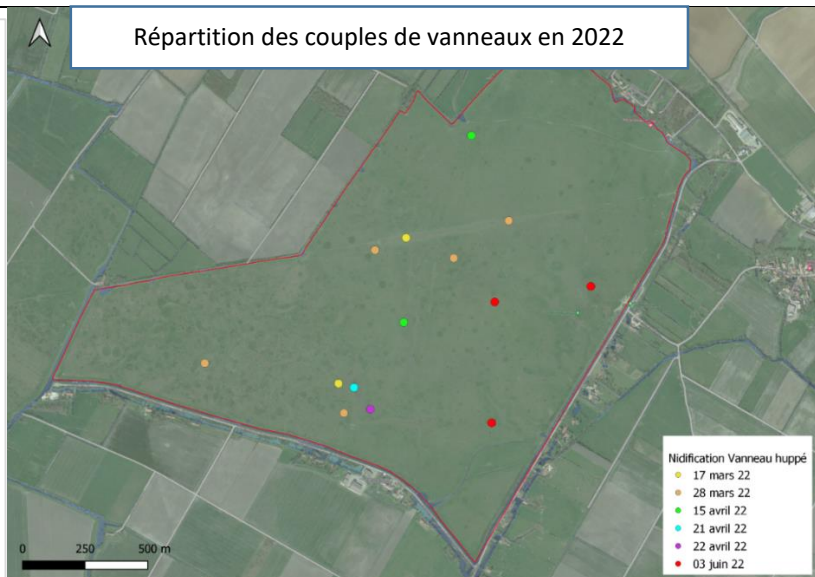 Répartition des couples de vanneaux en 2022
Nidification Vanneau huppé
17 mars 22
28 mars 22
15 avril 22
21 avril 22
22 avril 22
03 juin 22
0 250 500 m